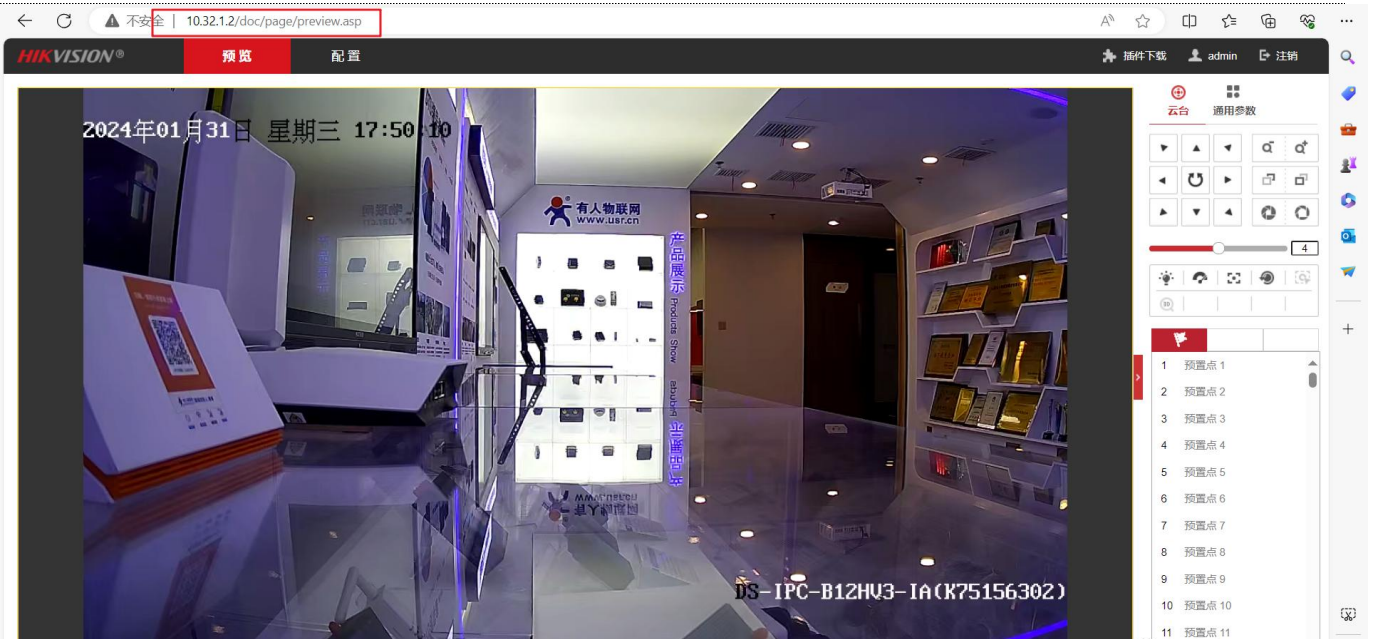 不安全 | 10.32.1.2/doc/page/preview.asp
HIKVISION®
预览
配置
插件下载
admin
注销
2024年01月31日 星期三 17:50:10
有人物联网
www.usr.cn
产品展示 Products Show
产品展示
DS-IPC-B12HV3-IA(K75156302)
云台
通用参数
4
1 预置点 1
2 预置点 2
3 预置点 3
4 预置点 4
5 预置点 5
6 预置点 6
7 预置点 7
8 预置点 8
9 预置点 9
10 预置点 10
11 预置点 11